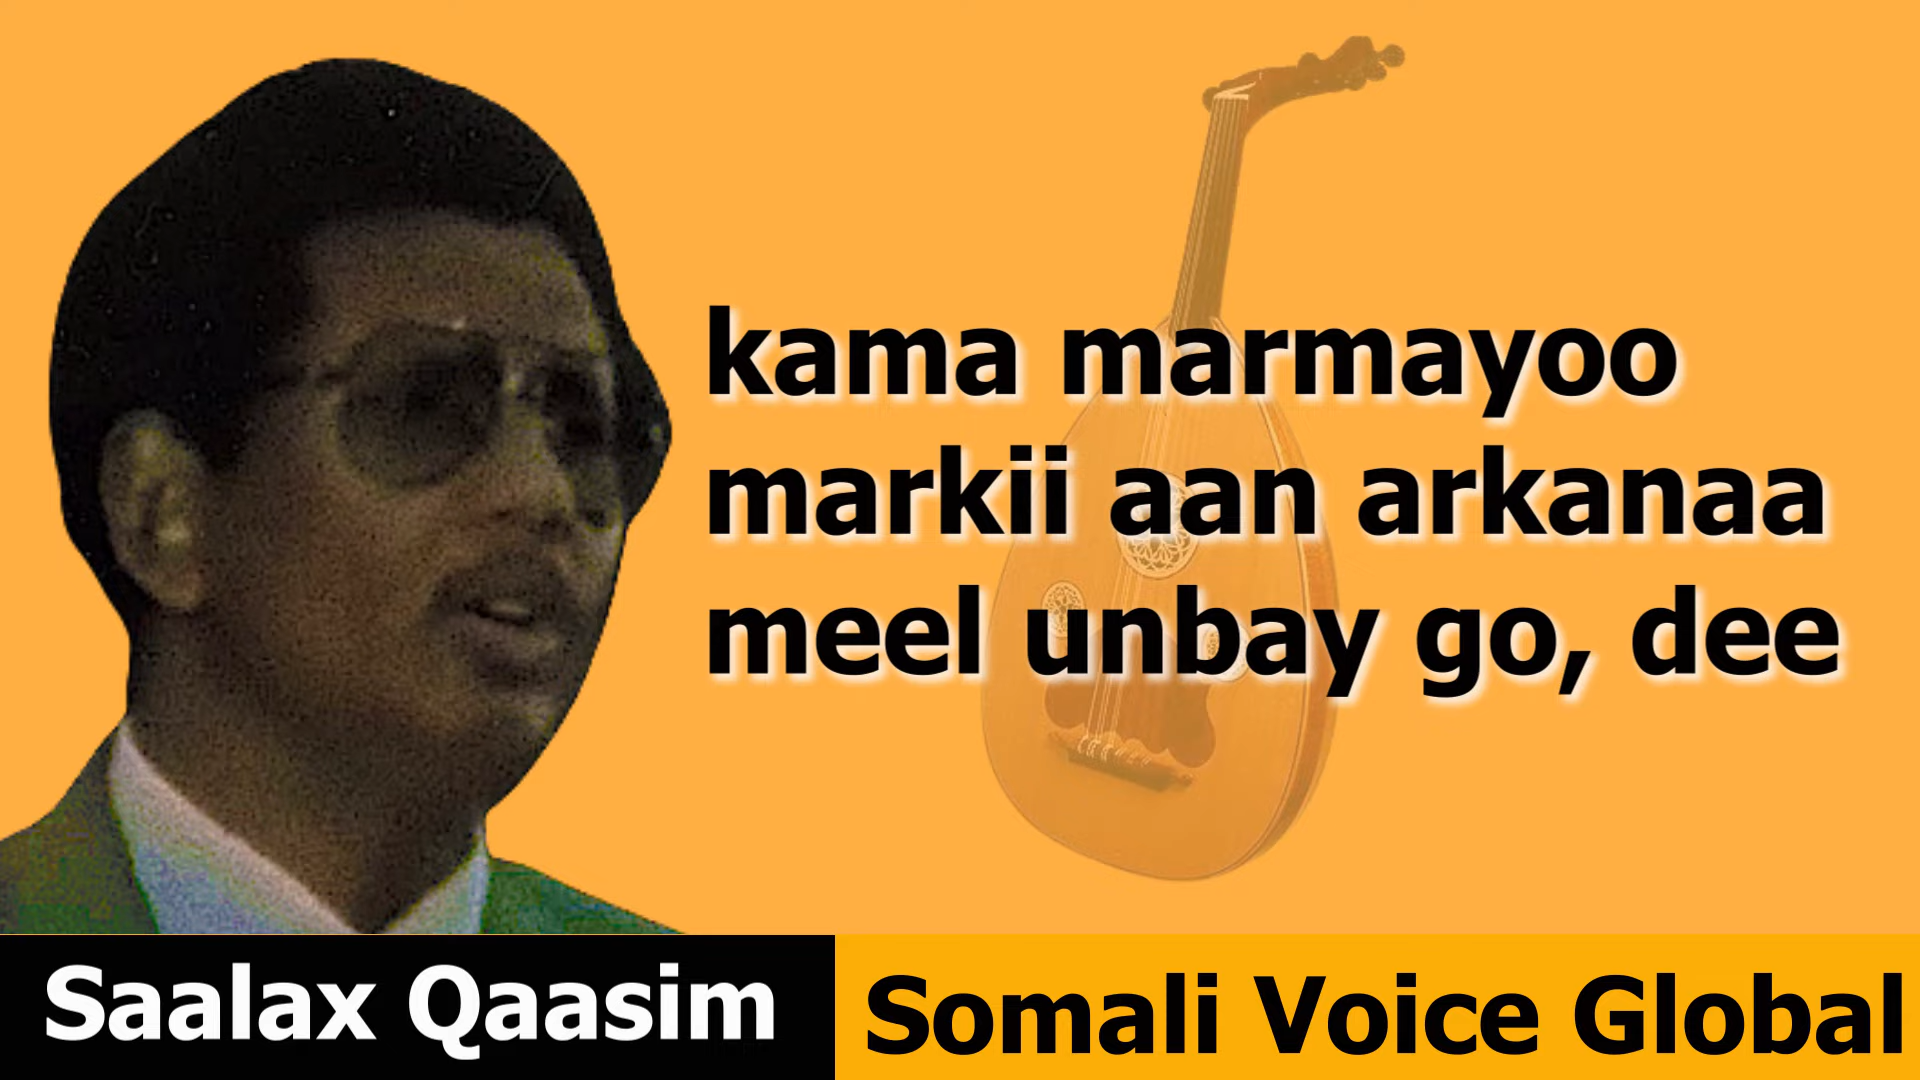 kama marmayoo
markii aan arkanaa
meel unbay go, dee
Saalax Qaasim
Somali Voice Global